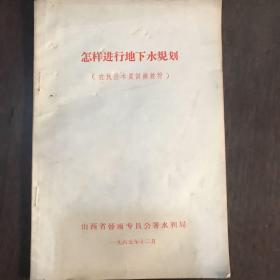 怎样进行地下水规划
山西省晋南专员公署水利局
一九六五年十二月